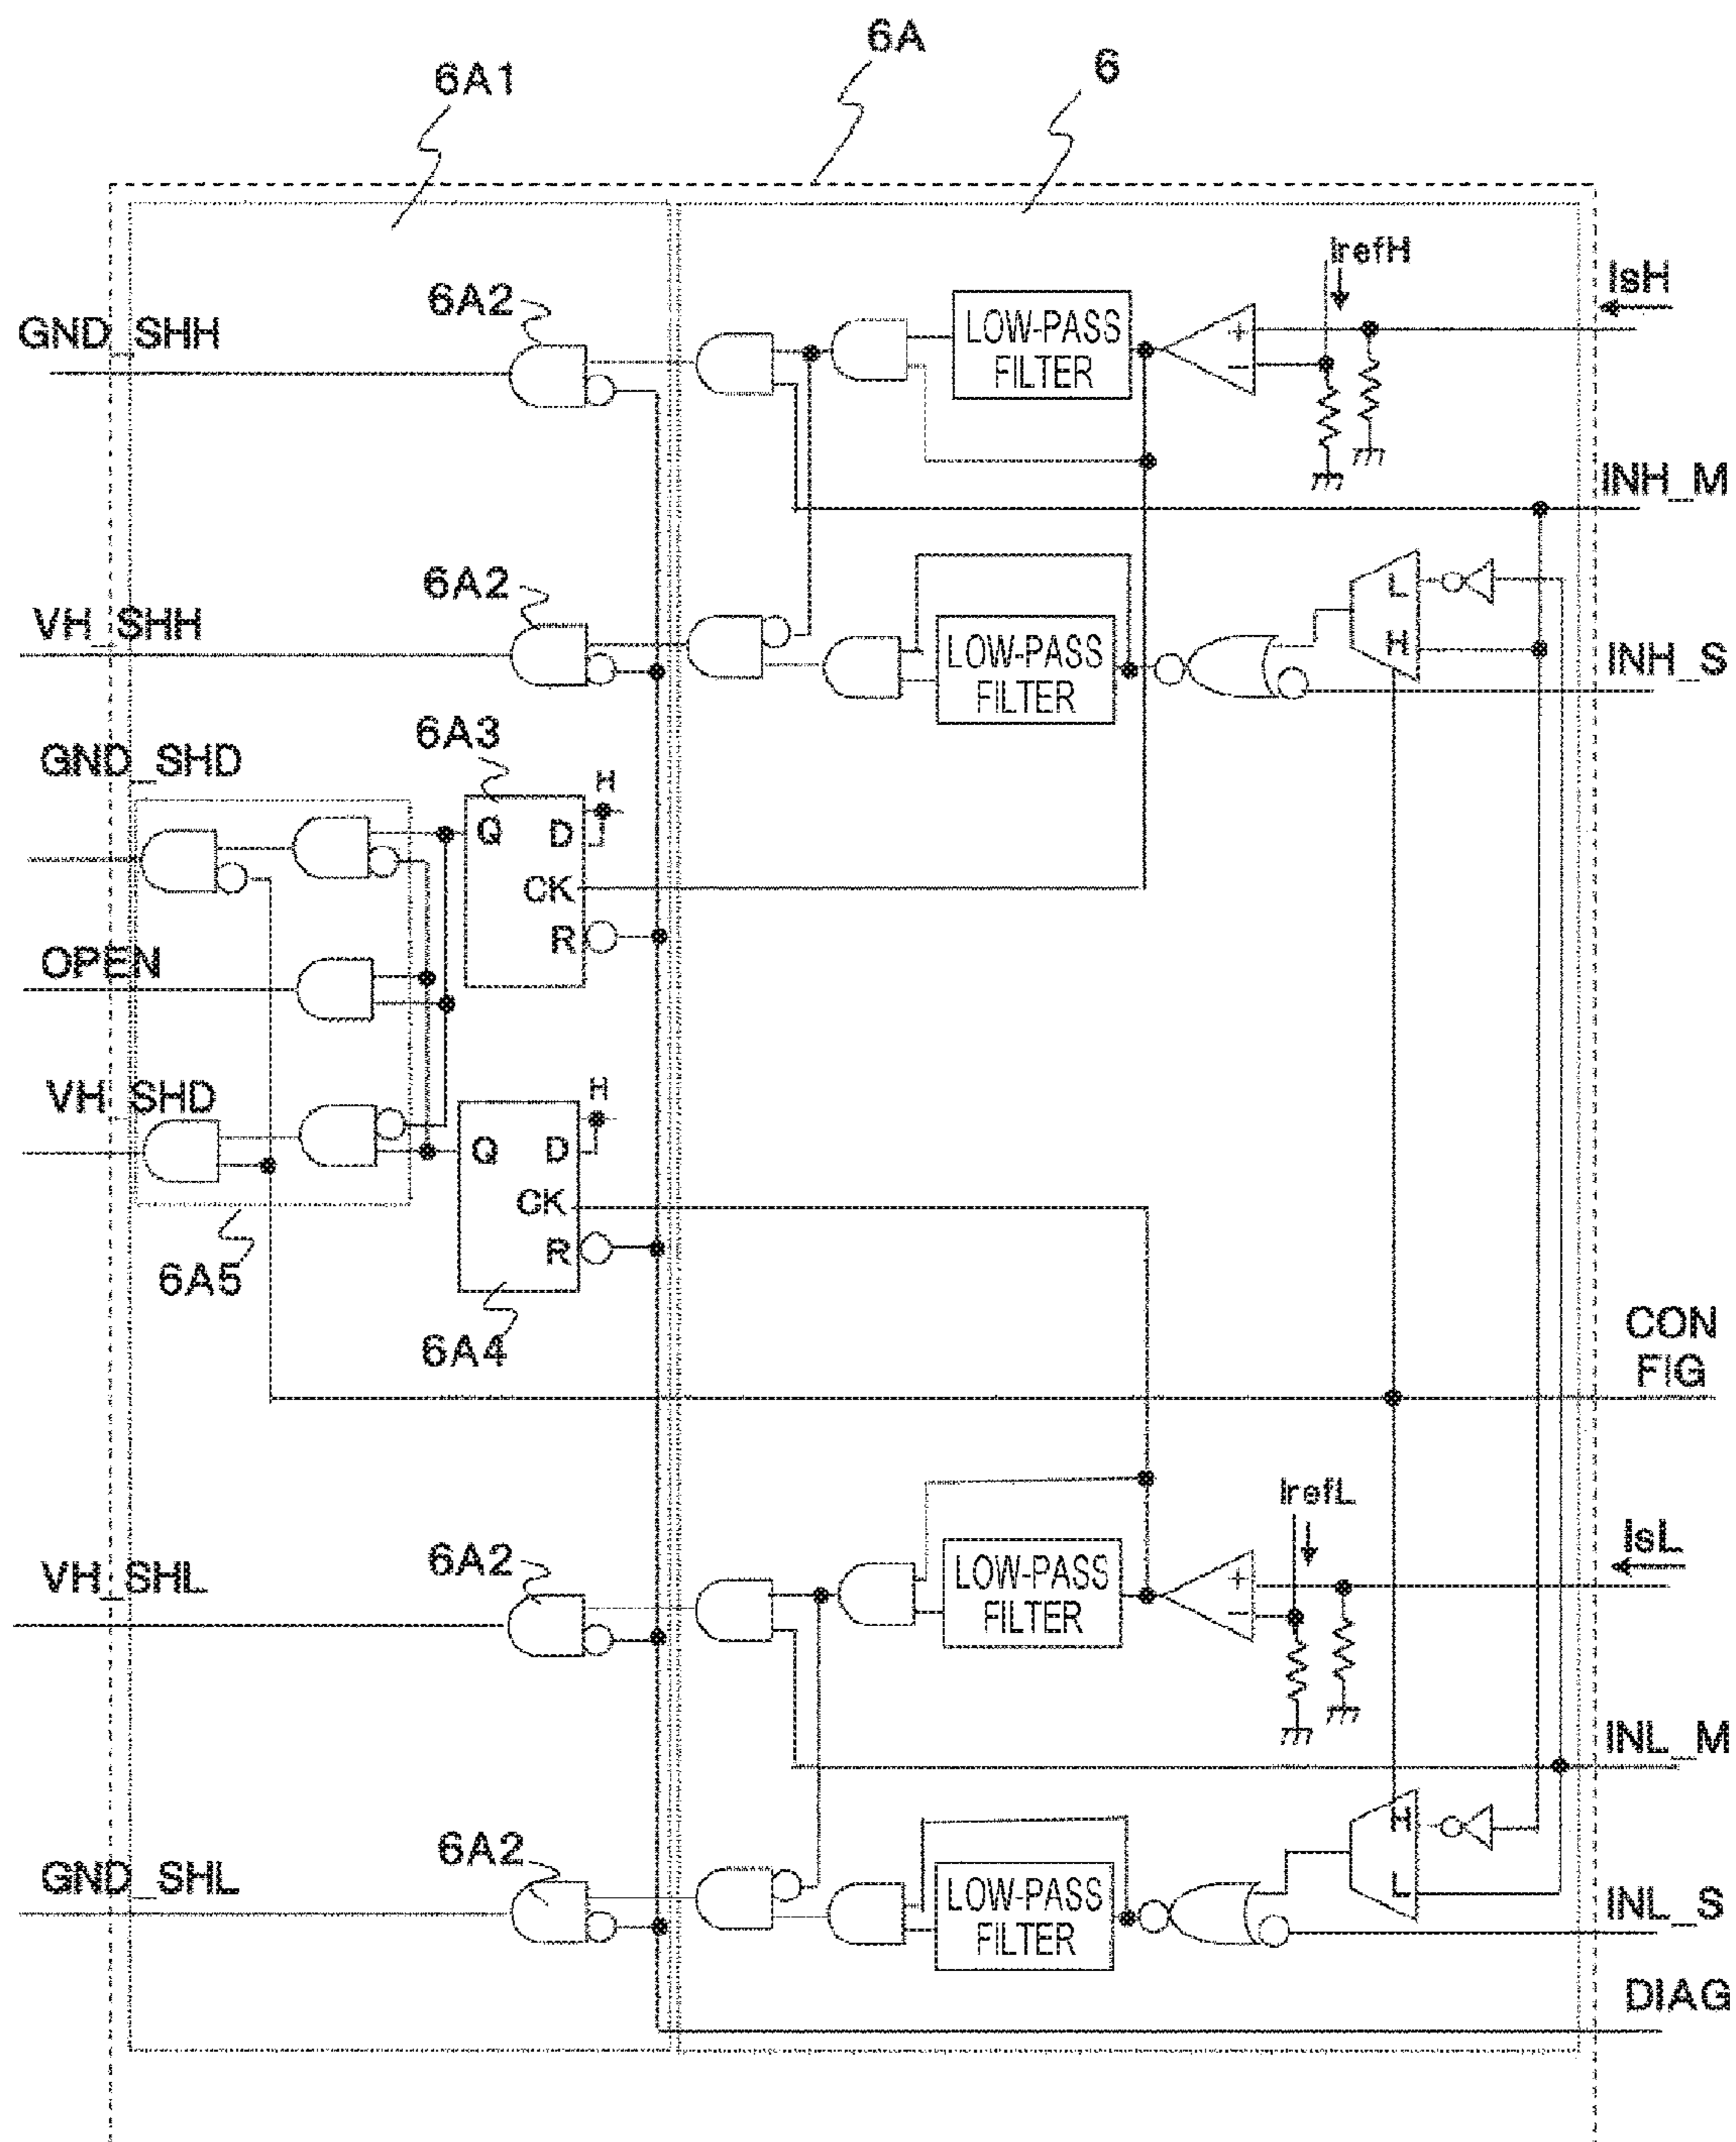 6A
6A1
6
IrefH
IsH
6A2
GND_SHH
LOW-PASS
FILTER
+
−
INH_M
6A2
VH_SHH
L
H
LOW-PASS
FILTER
INH_S
6A3
GND_SHD
H
Q
D
CK
R
OPEN
VH_SHD
H
Q
D
CK
R
6A5
6A4
CON
FIG
IrefL
IsL
6A2
VH_SHL
LOW-PASS
FILTER
+
−
INL_M
H
L
6A2
GND_SHL
LOW-PASS
FILTER
INL_S
DIAG